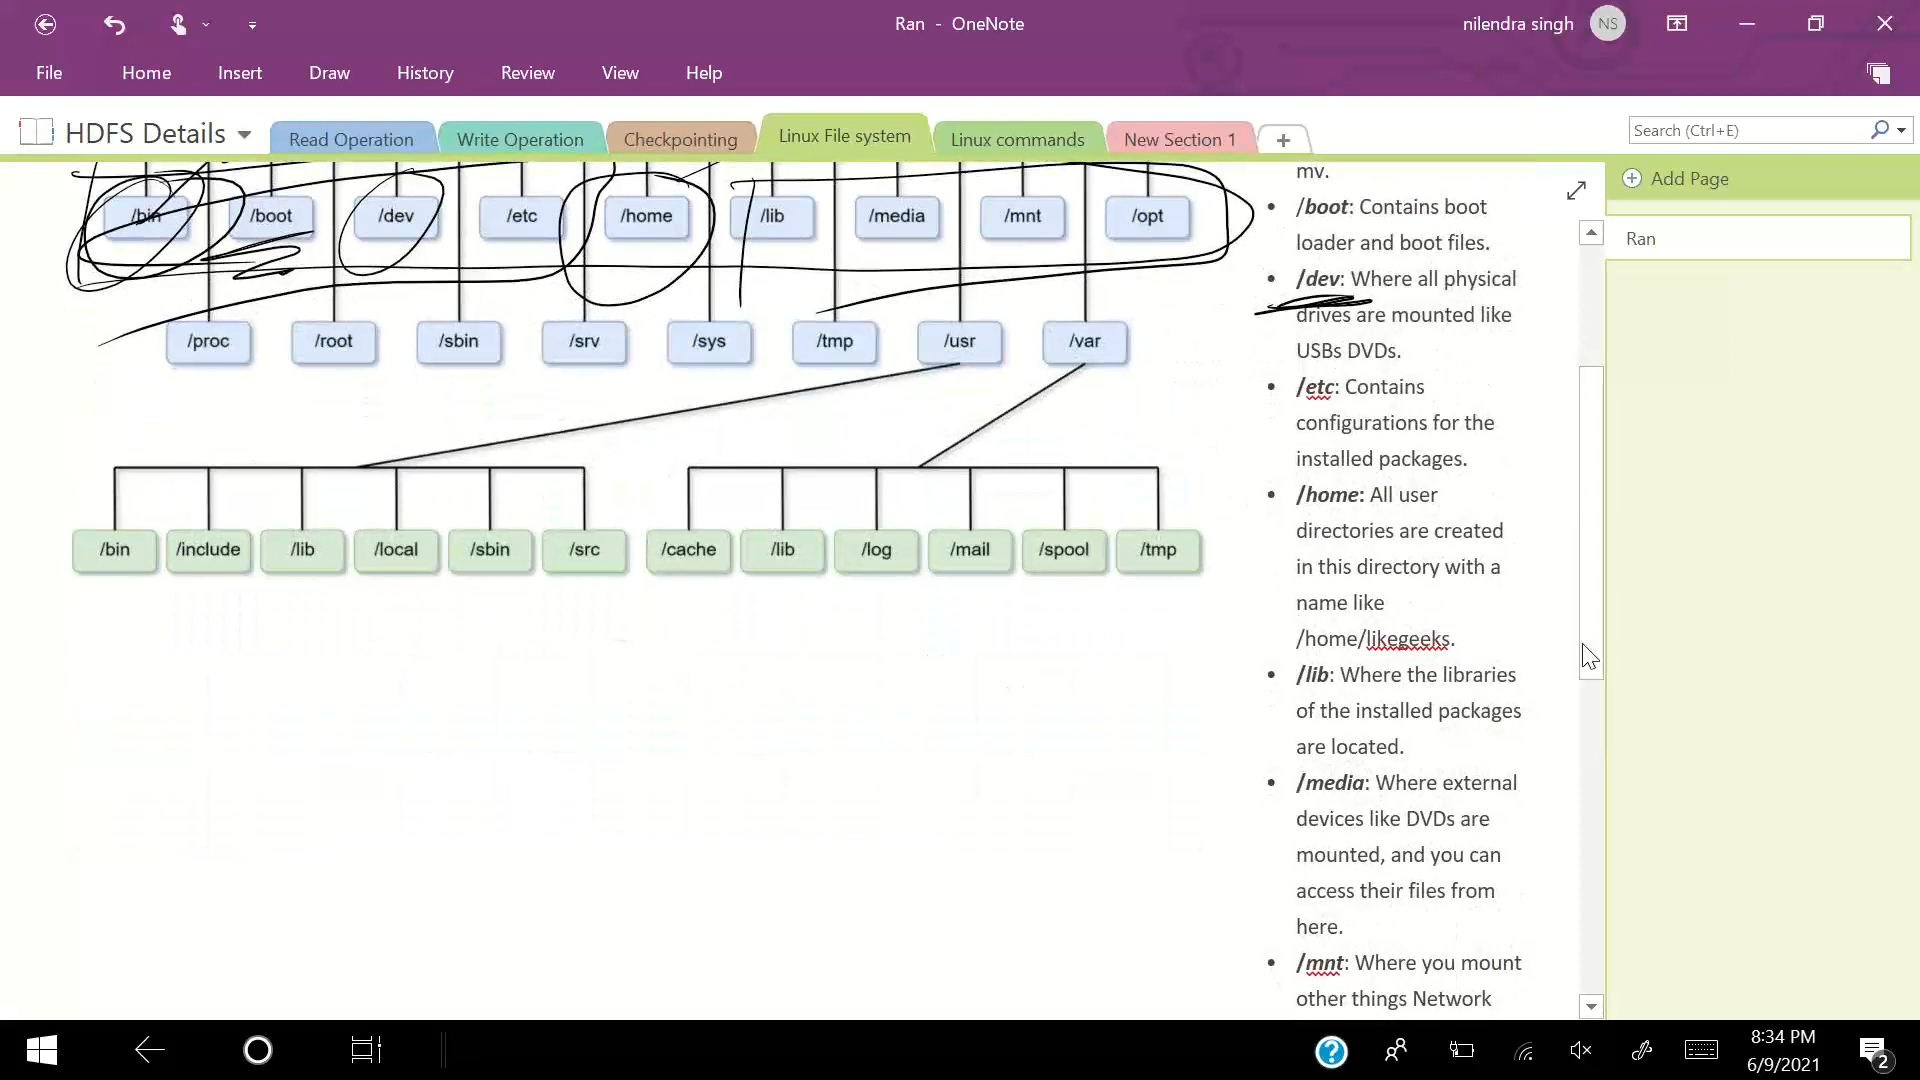 Ran - OneNote
nilendra singh
NS
File Home Insert Draw History Review View Help
HDFS Details
Read Operation
Write Operation
Checkpointing
Linux File system
Linux commands
New Section 1
+
Search (Ctrl+E)
Add Page
Ran
/bin /boot /dev /etc /home /lib /media /mnt /opt
/proc /root /sbin /srv /sys /tmp /usr /var
/bin /include /lib /local /sbin /src /cache /lib /log /mail /spool /tmp
mv.
• /boot: Contains boot
loader and boot files.
• /dev: Where all physical
drives are mounted like
USBs DVDs.
• /etc: Contains
configurations for the
installed packages.
• /home: All user
directories are created
in this directory with a
name like
/home/likegeeks.
• /lib: Where the libraries
of the installed packages
are located.
• /media: Where external
devices like DVDs are
mounted, and you can
access their files from
here.
• /mnt: Where you mount
other things Network
8:34 PM
6/9/2021
2